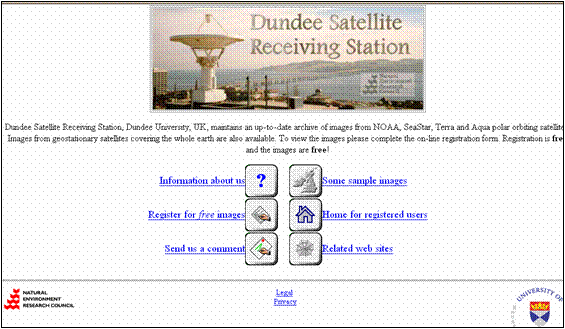 Dundee Satellite
Receiving Station
Natural
Environment
Research
Council
Dundee Satellite Receiving Station, Dundee University, UK, maintains an up-to-date archive of images from NOAA, SeaStar, Terra and Aqua polar orbiting satellite
Images from geostationary satellites covering the whole earth are also available. To view the images please complete the on-line registration form. Registration is fre
and the images are free!
Information about us ? Some sample images
Register for free images Home for registered users
Send us a comment Related web sites
Legal
Privacy
NATURAL
ENVIRONMENT
RESEARCH COUNCIL
UNIVERSITY OF